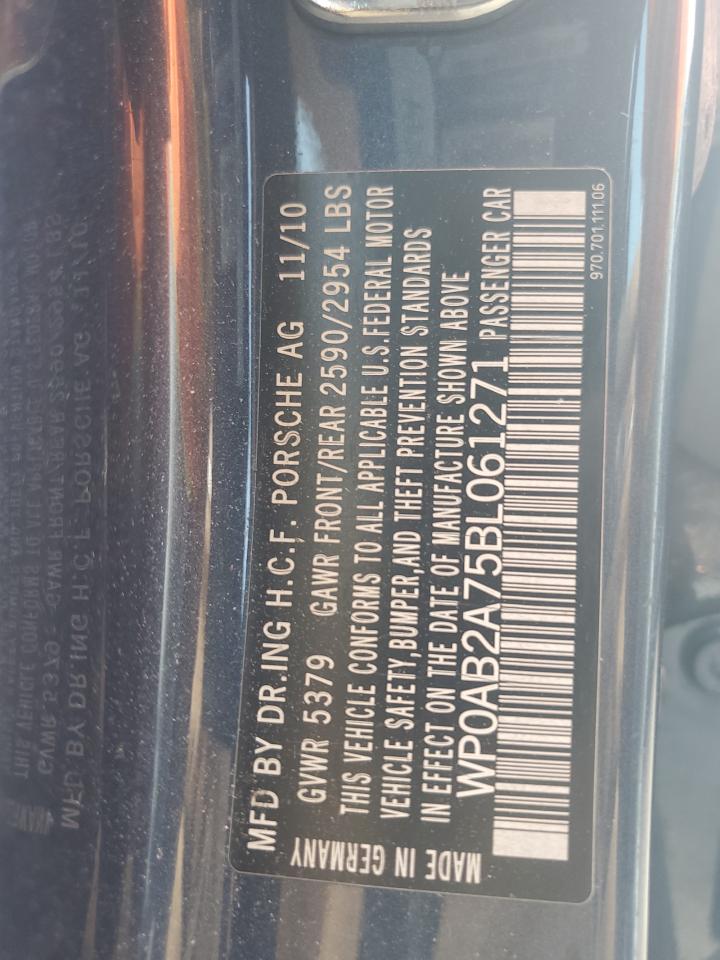 MFD BY DR.ING H.C.F. PORSCHE AG 11/10
GVWR 5379 GAWR FRONT/REAR 2590/2954 LBS
THIS VEHICLE CONFORMS TO ALL APPLICABLE U.S.FEDERAL MOTOR
VEHICLE SAFETY,BUMPER,AND THEFT PREVENTION STANDARDS
IN EFFECT ON THE DATE OF MANUFACTURE SHOWN ABOVE
WP0AB2A75BL061271 PASSENGER CAR
970.701.111.06
MADE IN GERMANY